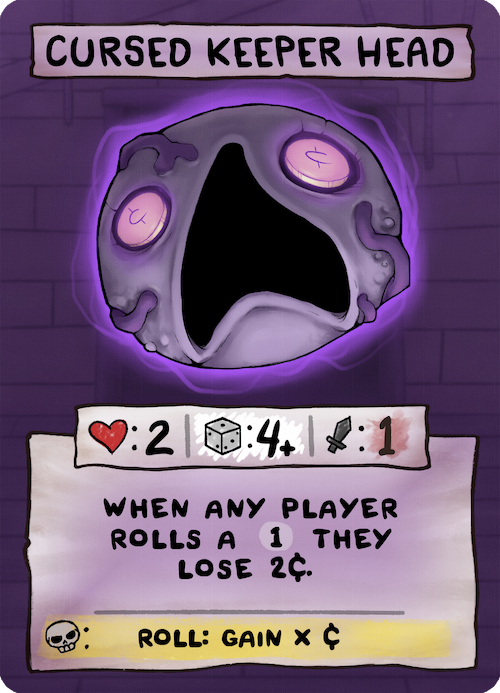 CURSED KEEPER HEAD
:2 :4+ :1
WHEN ANY PLAYER
ROLLS A 1 THEY
LOSE 2¢.
: ROLL: GAIN X ¢